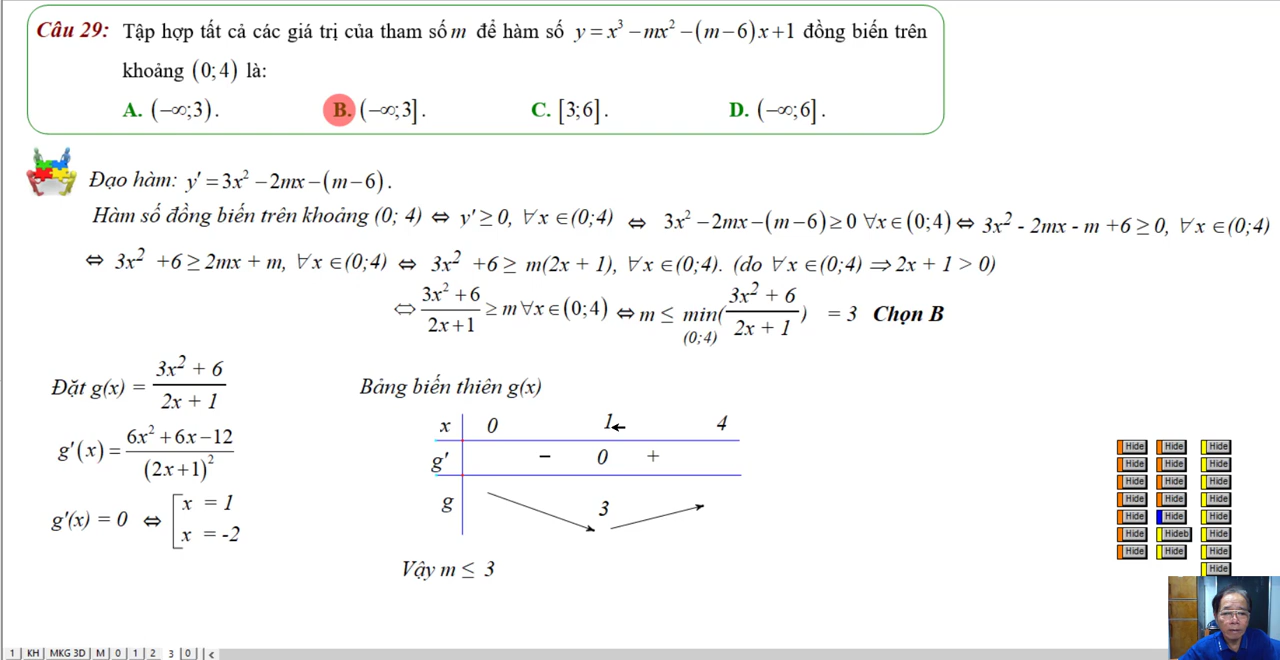 Câu 29: Tập hợp tất cả các giá trị của tham số m để hàm số y = x³ − mx² − (m − 6)x + 1 đồng biến trên
khoảng (0; 4) là:
A. (−∞; 3). B. (−∞; 3]. C. [3; 6]. D. (−∞; 6].
Đạo hàm: y' = 3x² − 2mx − (m − 6).
Hàm số đồng biến trên khoảng (0; 4) ⇔ y' ≥ 0, ∀x ∈ (0;4) ⇔ 3x² − 2mx − (m − 6) ≥ 0 ∀x ∈ (0;4) ⇔ 3x² - 2mx - m + 6 ≥ 0, ∀x ∈ (0;4)
⇔ 3x² + 6 ≥ 2mx + m, ∀x ∈ (0;4) ⇔ 3x² + 6 ≥ m(2x + 1), ∀x ∈ (0;4). (do ∀x ∈ (0;4) ⇒ 2x + 1 > 0)
⇔ (3x² + 6)/(2x + 1) ≥ m ∀x ∈ (0;4) ⇔ m ≤ min(0;4) ((3x² + 6)/(2x + 1)) = 3 Chọn B
Đặt g(x) = (3x² + 6)/(2x + 1)
g'(x) = (6x² + 6x − 12)/(2x + 1)²
g'(x) = 0 ⇔ [ x = 1
x = -2
Bảng biến thiên g(x)
x 0 1 4
g' − 0 +
g 3
Vậy m ≤ 3
Hide Hide Hide
Hide Hide Hide
Hide Hide Hide
Hide Hide Hide
Hide Hide Hide
Hide Hideb Hide
Hide Hide Hide
Hide
1 | KH | MKG 3D | M | 0 | 1 | 2 3 | 0 | | <